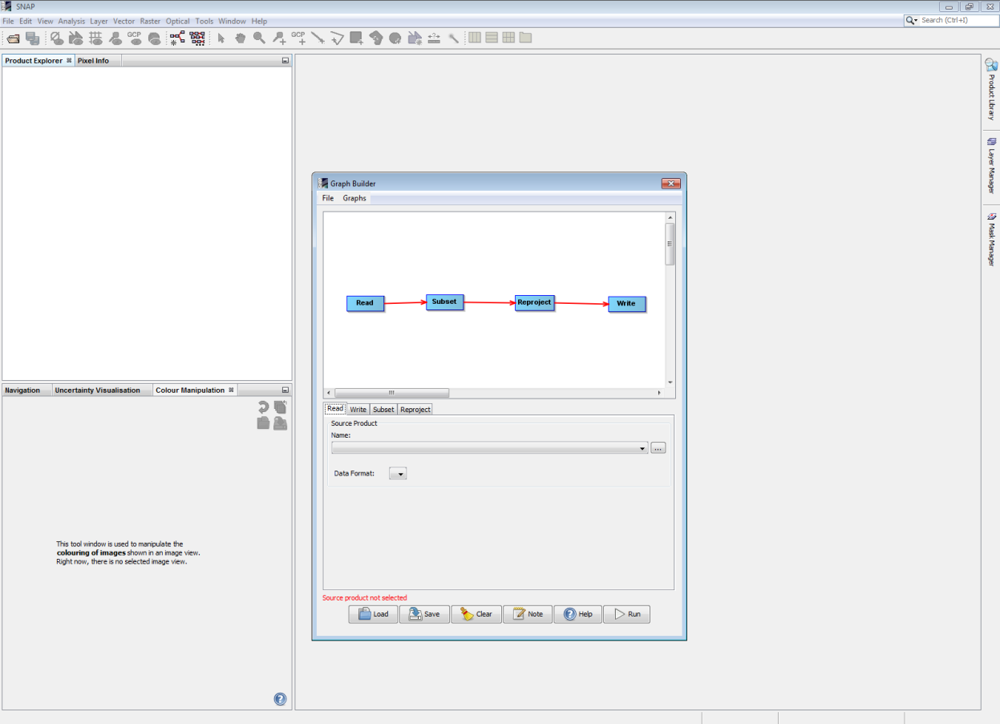 SNAP
File Edit View Analysis Layer Vector Raster Optical Tools Window Help
Search (Ctrl+I)
GCP
GCP
Product Explorer
Pixel Info
Product Library
Layer Manager
Mask Manager
Graph Builder
File Graphs
Read
Subset
Reproject
Write
Navigation
Uncertainty Visualisation
Colour Manipulation
This tool window is used to manipulate the
colouring of images shown in an image view.
Right now, there is no selected image view.
Read Write Subset Reproject
Source Product
Name:
...
Data Format:
Source product not selected
Load Save Clear Note Help Run